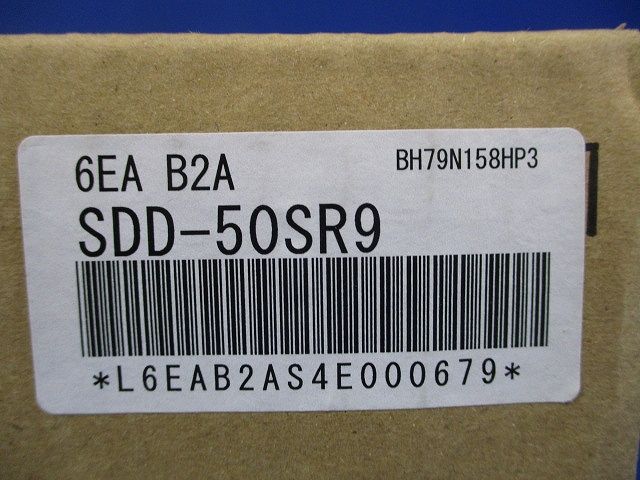 6EA B2A
BH79N158HP3
SDD-50SR9
*L6EAB2AS4E000679*